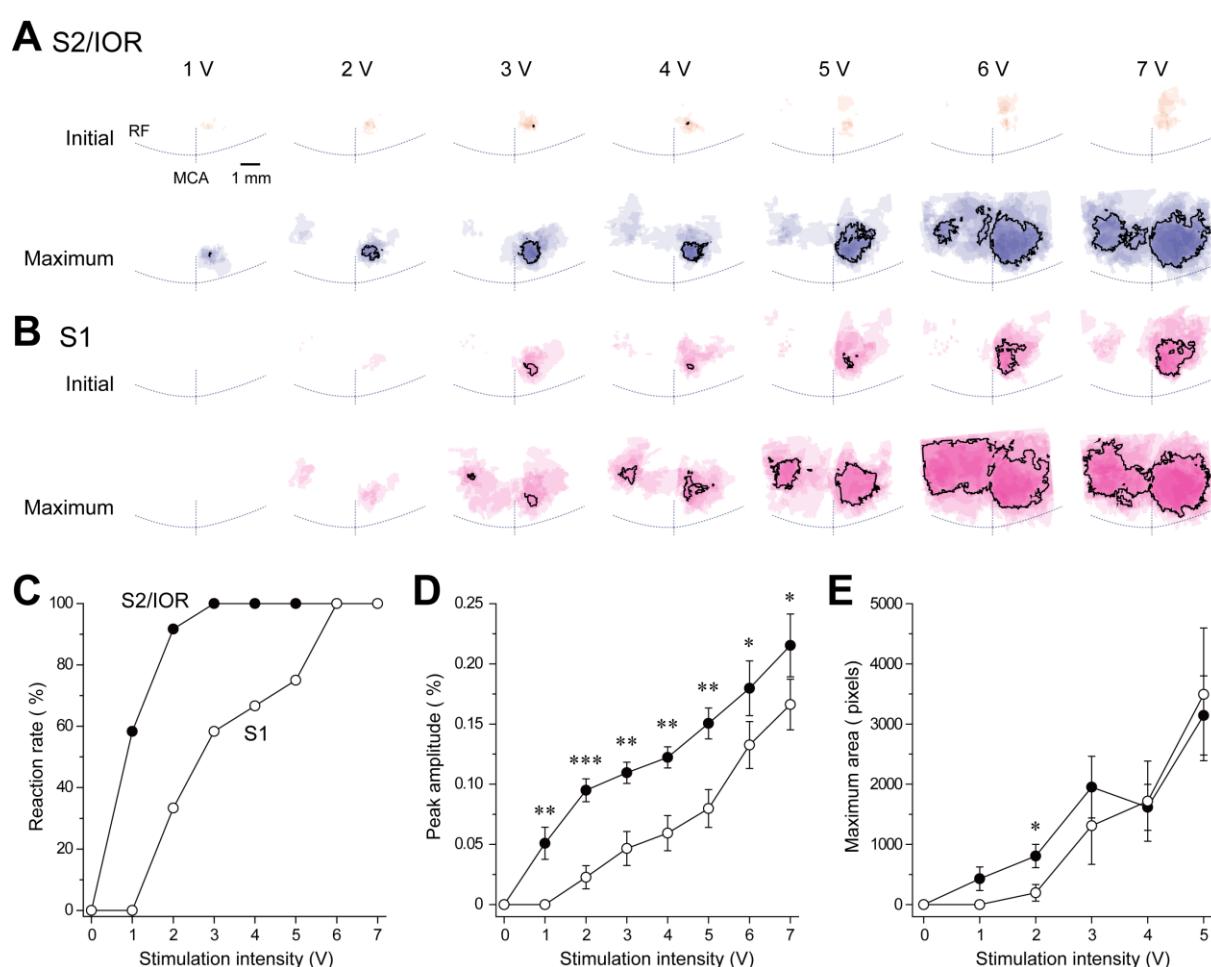 A S2/IOR
1 V 2 V 3 V 4 V 5 V 6 V 7 V
Initial
RF
MCA
1 mm
Maximum
B S1
Initial
Maximum
C
Reaction rate ( %)
100
80
60
40
20
0
S2/IOR
S1
0 1 2 3 4 5 6 7
Stimulation intensity (V)
D
Peak amplitude ( %)
0.25
0.20
0.15
0.10
0.05
0
** *** ** ** ** * *
0 1 2 3 4 5 6 7
Stimulation intensity (V)
E
Maximum area ( pixels)
5000
4000
3000
2000
1000
0
*
0 1 2 3 4 5
Stimulation intensity (V)